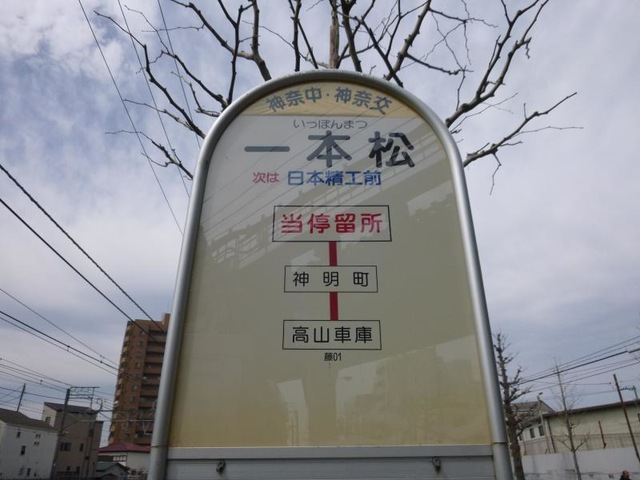 神奈中・神奈交
いっぽんまつ
一本松
次は 日本精工前
当停留所
神明町
高山車庫
藤01